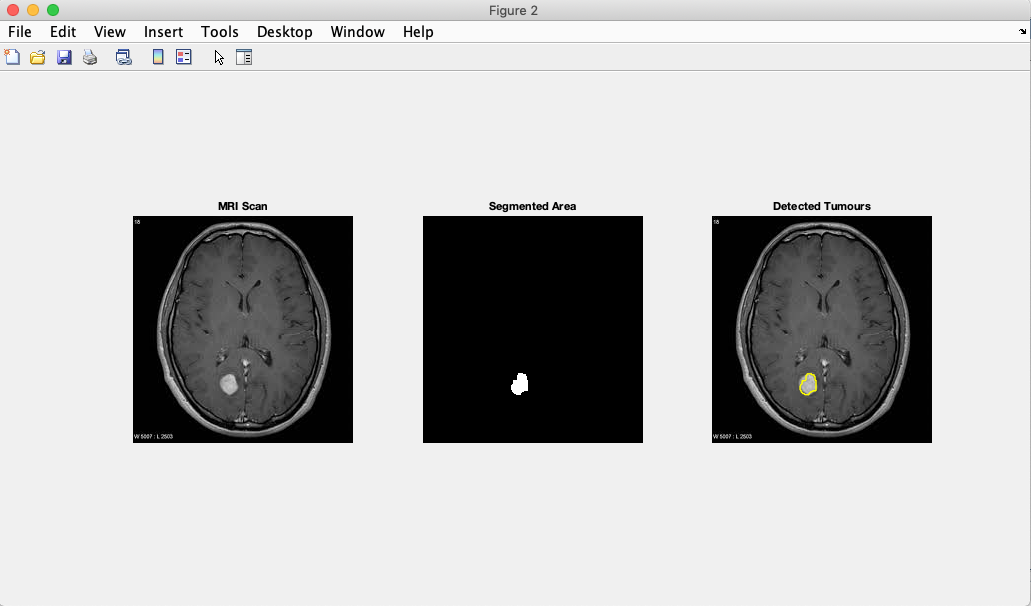 Figure 2
File Edit View Insert Tools Desktop Window Help
MRI Scan Segmented Area Detected Tumours
18 18
W 5007 : L 2503 W 5007 : L 2503